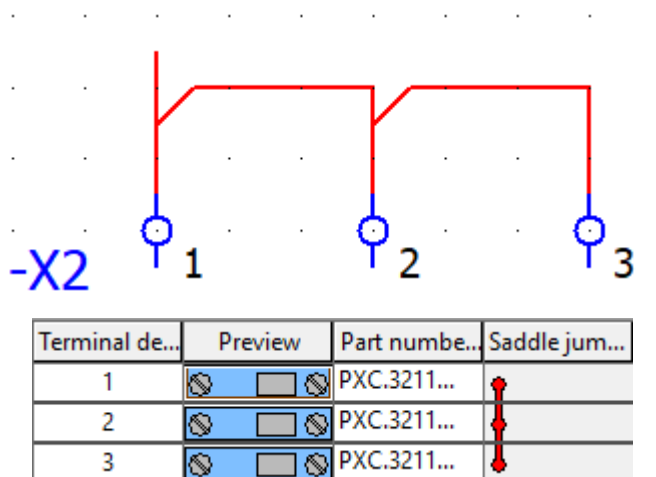 -X2 1 2 3
Terminal de... Preview Part numbe... Saddle jum...
1 PXC.3211...
2 PXC.3211...
3 PXC.3211...